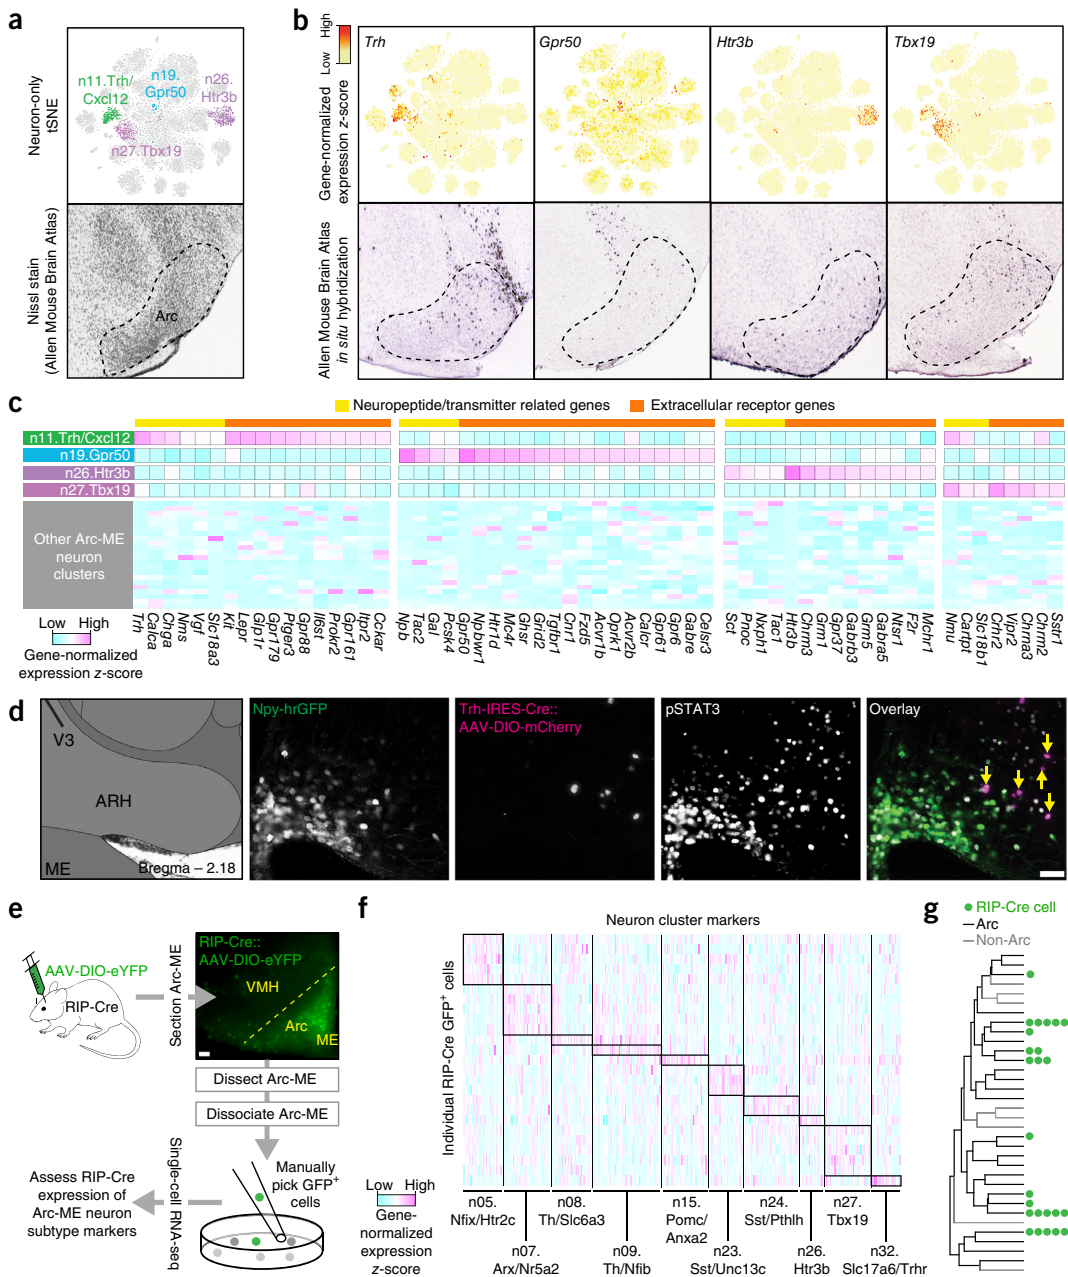 a
Neuron-only
tSNE
n11.Trh/
Cxcl12
n19.
Gpr50
n26.
Htr3b
n27.Tbx19
Nissl stain
(Allen Mouse Brain Atlas)
Arc
b
High
Low
Gene-normalized
expression z-score
Trh
Gpr50
Htr3b
Tbx19
Allen Mouse Brain Atlas
in situ hybridization
c
Neuropeptide/transmitter related genes
Extracellular receptor genes
n11.Trh/Cxcl12
n19.Gpr50
n26.Htr3b
n27.Tbx19
Other Arc-ME
neuron
clusters
Low High
Gene-normalized
expression z-score
Trh
Calca
Chga
Nms
Vgf
Slc18a3
Kit
Lepr
Glp1r
Gpr179
Ptger3
Gpr88
Il6st
Prokr2
Gpr161
Itpr2
Cckar
Npb
Tac2
Gal
Pcsk4
Gpr50
Npbwr1
Htr1d
Mc4r
Ghsr
Grid2
Tgfbr1
Cnr1
Fzd5
Acvr1b
Oprk1
Acvr2b
Calcr
Gpr61
Gpr6
Gabre
Celsr3
Sct
Pnoc
Nxph1
Tac1
Htr3b
Chrm3
Grm1
Gpr37
Gabrb3
Grm5
Gabra5
Ntsr1
F2r
Mchr1
Nmu
Cartpt
Slc18b1
Crhr2
Vipr2
Chrna3
Chrm2
Sstr1
d
V3
ARH
ME
Bregma – 2.18
Npy-hrGFP
Trh-IRES-Cre::
AAV-DIO-mCherry
pSTAT3
Overlay
e
AAV-DIO-eYFP
RIP-Cre
Section Arc-ME
RIP-Cre::
AAV-DIO-eYFP
VMH
Arc
ME
Dissect Arc-ME
Dissociate Arc-ME
Manually
pick GFP+
cells
Single-cell RNA-seq
Assess RIP-Cre
expression of
Arc-ME neuron
subtype markers
f
Neuron cluster markers
Individual RIP-Cre GFP+ cells
Low High
Gene-
normalized
expression
z-score
n05.
Nfix/Htr2c
n07.
Arx/Nr5a2
n08.
Th/Slc6a3
n09.
Th/Nfib
n15.
Pomc/
Anxa2
n23.
Sst/Unc13c
n24.
Sst/Pthlh
n26.
Htr3b
n27.
Tbx19
n32.
Slc17a6/Trhr
g
RIP-Cre cell
Arc
Non-Arc